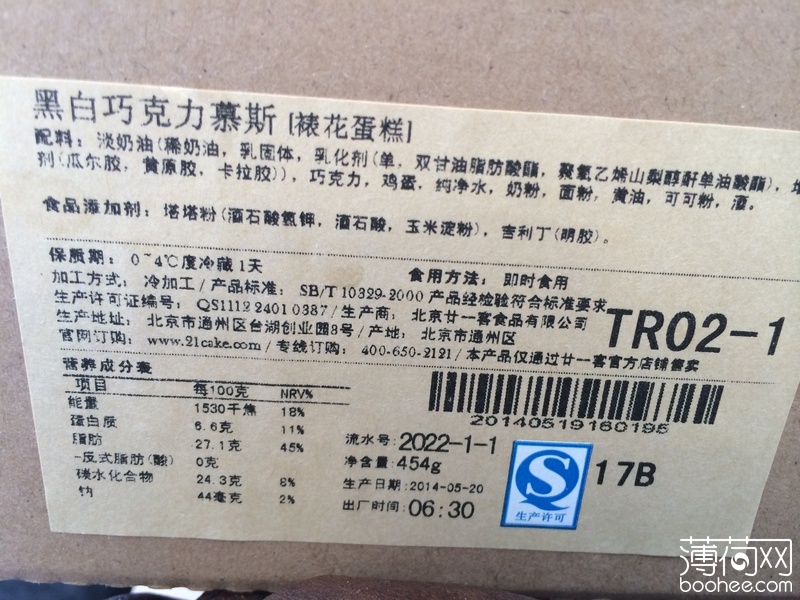 黑白巧克力慕斯 [裱花蛋糕]
配料：淡奶油(稀奶油，乳固体，乳化剂(单，双甘油脂肪酸酯，聚氧乙烯山梨醇酐单油酸酯)，增
剂(瓜尔胶，黄原胶，卡拉胶))，巧克力，鸡蛋，纯净水，奶粉，面粉，黄油，可可粉，酒。
食品添加剂：塔塔粉(酒石酸氢钾，酒石酸，玉米淀粉)，吉利丁(明胶)。
保质期：0~4℃度冷藏1天 食用方法：即时食用
加工方式：冷加工/产品标准：SB/T 10329-2000 产品经检验符合标准要求
生产许可证编号：QS1112 2401 0387/生产商：北京廿一客食品有限公司
TR02-1
生产地址：北京市通州区台湖创业园8号/产地：北京市通州区
官网订购：www.21cake.com/专线订购：400-650-2121/本产品仅通过廿一客官方店铺售卖
营养成分表
项目 每100克 NRV%
能量 1530千焦 18%
蛋白质 6.6克 11%
脂肪 27.1克 45%
-反式脂肪(酸) 0克
碳水化合物 24.3克 8%
钠 44毫克 2%
20140519160195
流水号：2022-1-1
净含量：454g
生产日期：2014-05-20
出厂时间：06:30
生产许可
17B
薄荷网
boohee.com